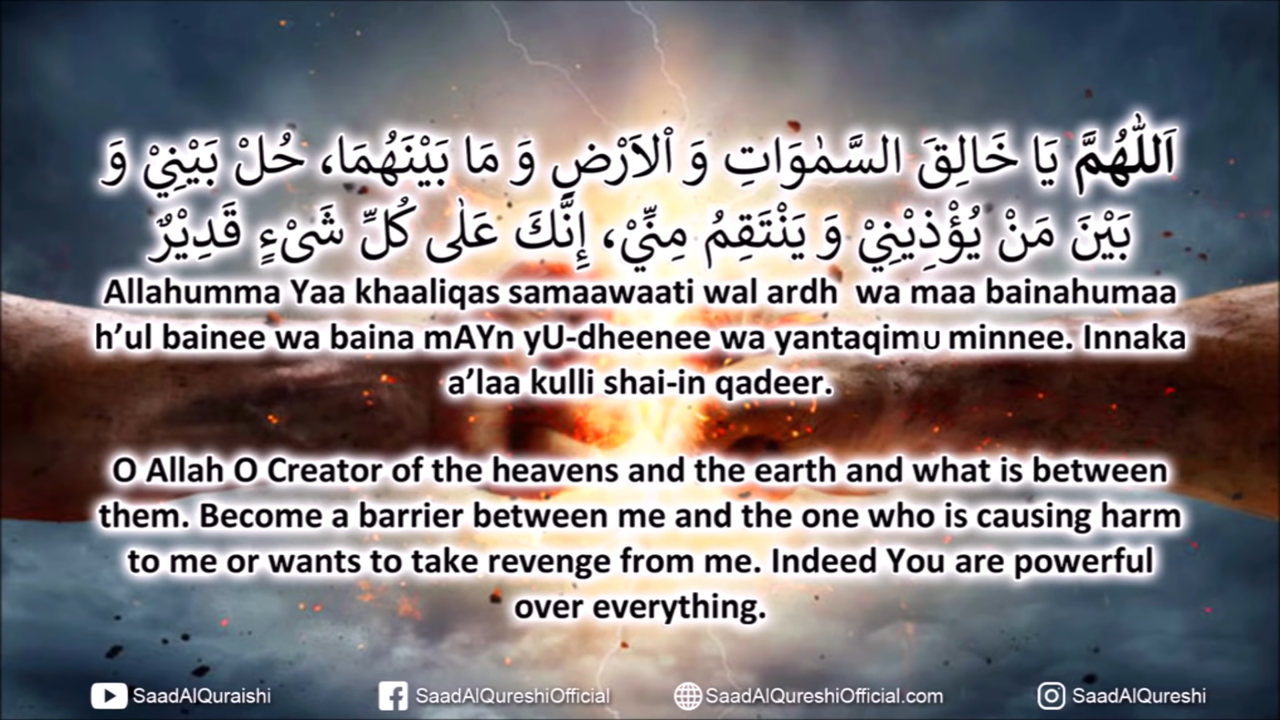 اَللّٰهُمَّ يَا خَالِقَ السَّمٰوَاتِ وَ ٱلاَرْضِ وَ مَا بَيْنَهُمَا، حُلْ بَيْنِيْ وَ
بَيْنَ مَنْ يُؤْذِيْنِيْ وَ يَنْتَقِمُ مِنِّيْ، إِنَّكَ عَلٰى كُلِّ شَىْءٍ قَدِيْرٌ
Allahumma Yaa khaaliqas samaawaati wal ardh wa maa bainahumaa
h’ul bainee wa baina mAYn yU-dheenee wa yantaqimU minnee. Innaka
a’laa kulli shai-in qadeer.
O Allah O Creator of the heavens and the earth and what is between
them. Become a barrier between me and the one who is causing harm
to me or wants to take revenge from me. Indeed You are powerful
over everything.
SaadAlQuraishi SaadAlQureshiOfficial SaadAlQureshiOfficial.com SaadAlQureshi